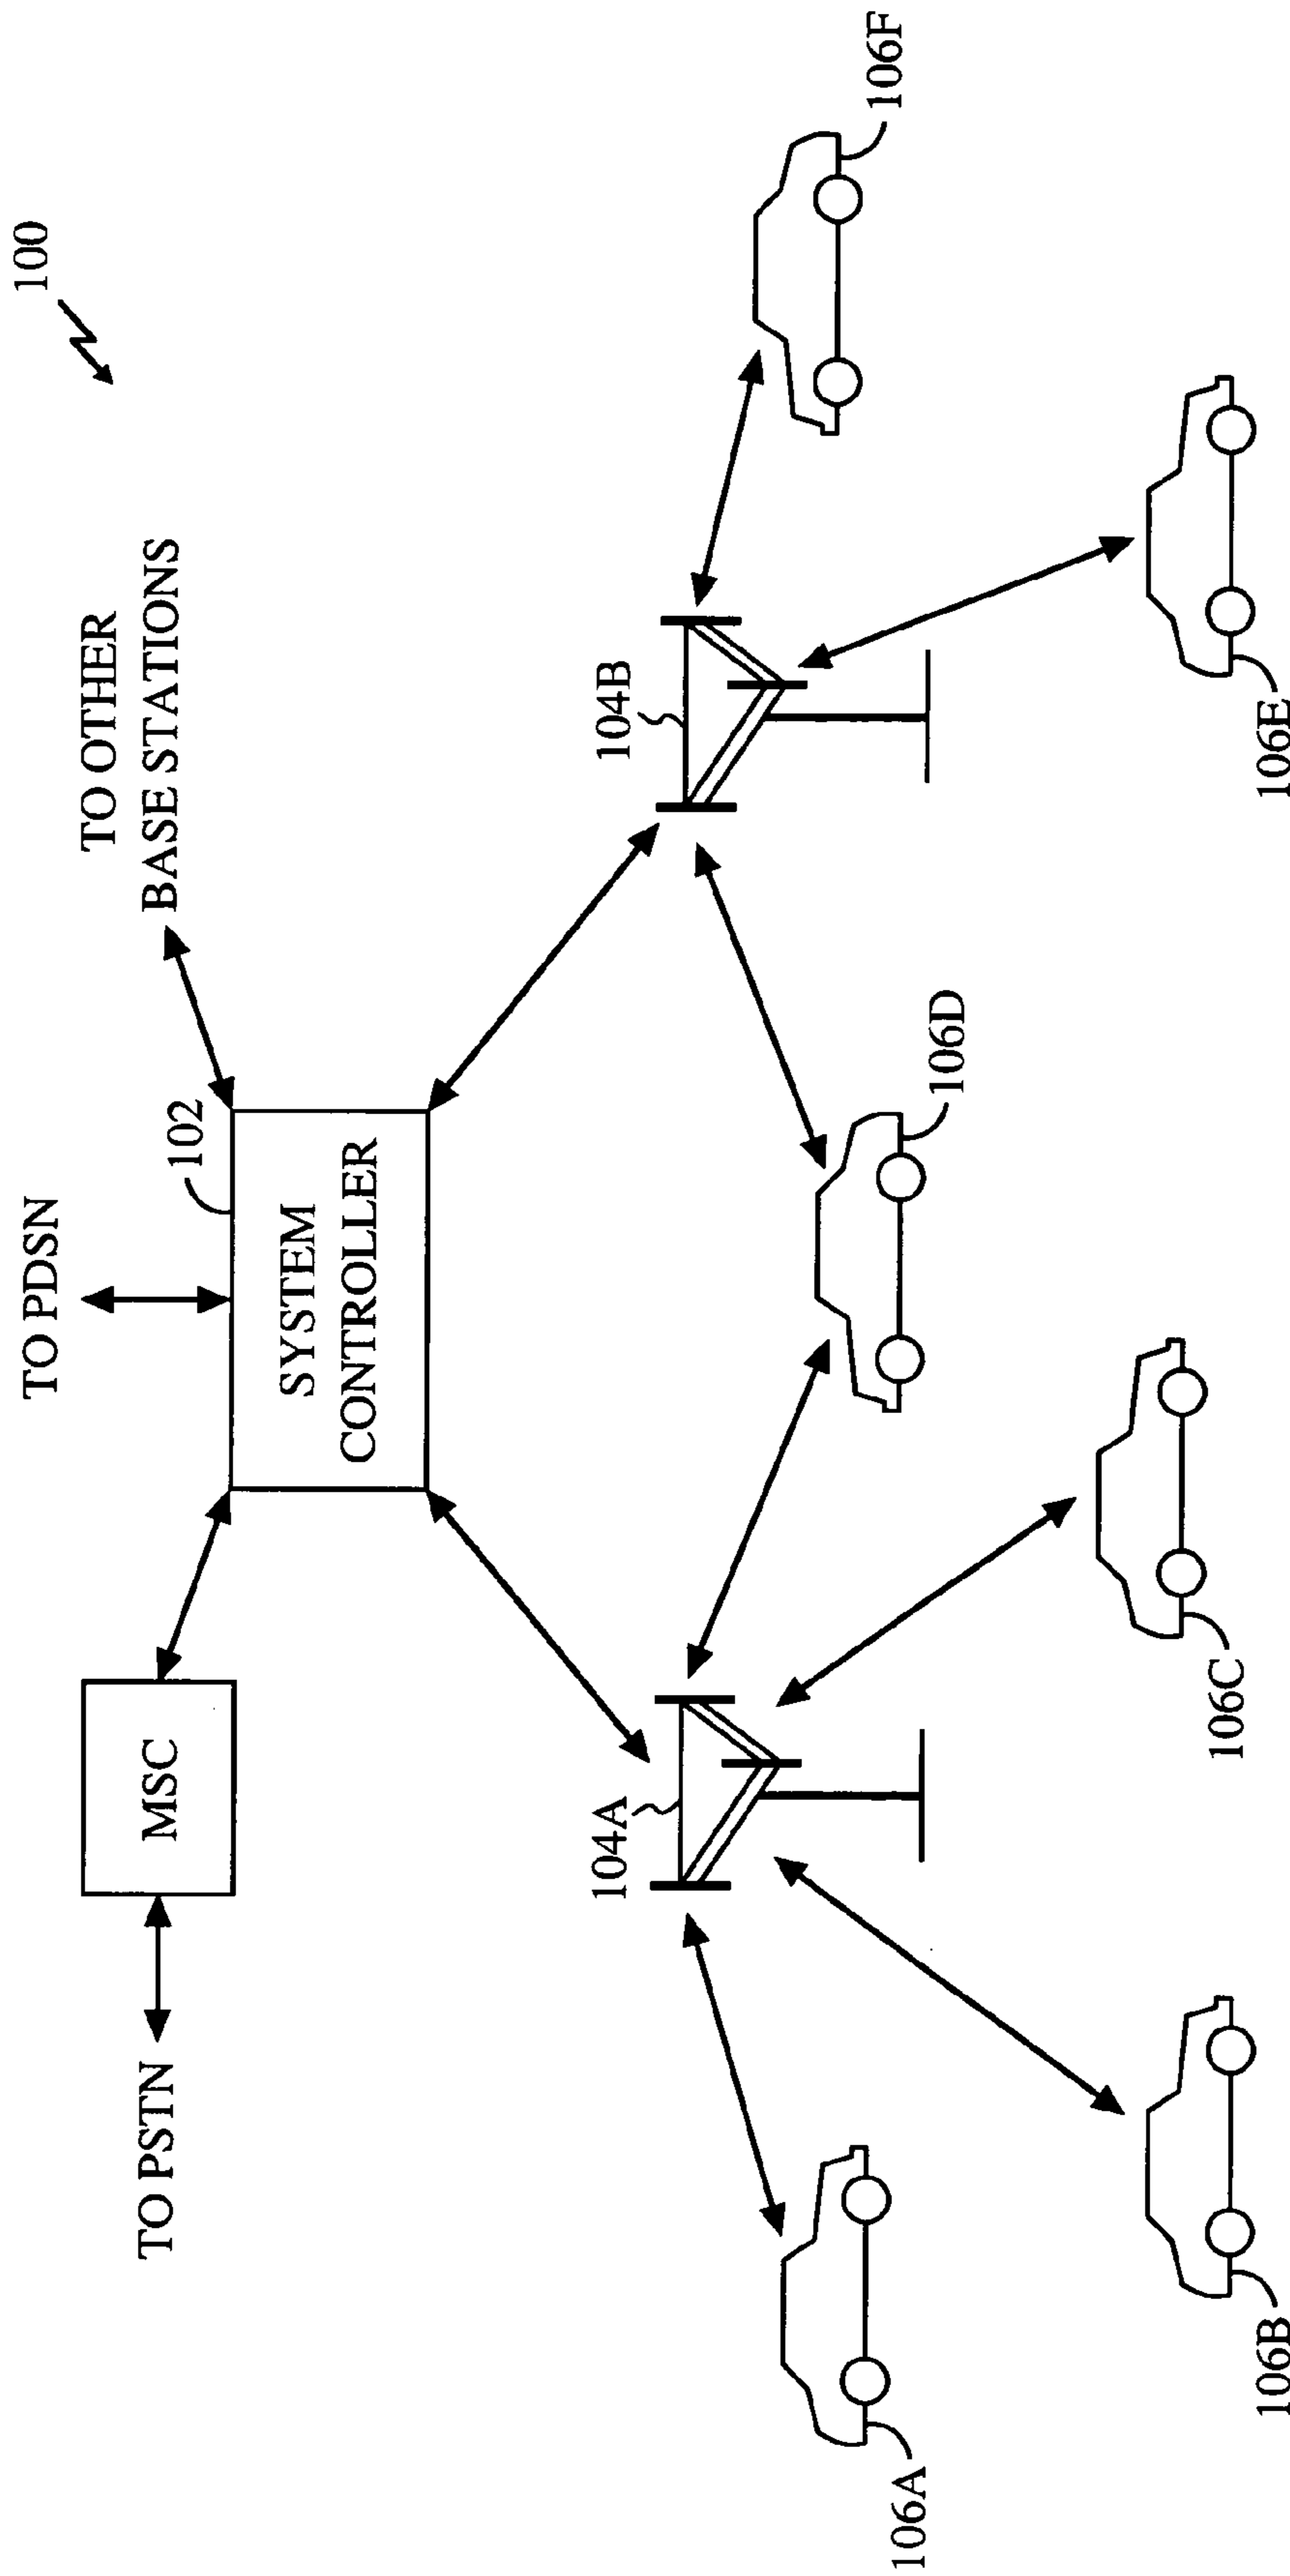 100
TO PDSN
TO OTHER
BASE STATIONS
TO PSTN
MSC
102
SYSTEM
CONTROLLER
104A
104B
106A
106B
106C
106D
106E
106F